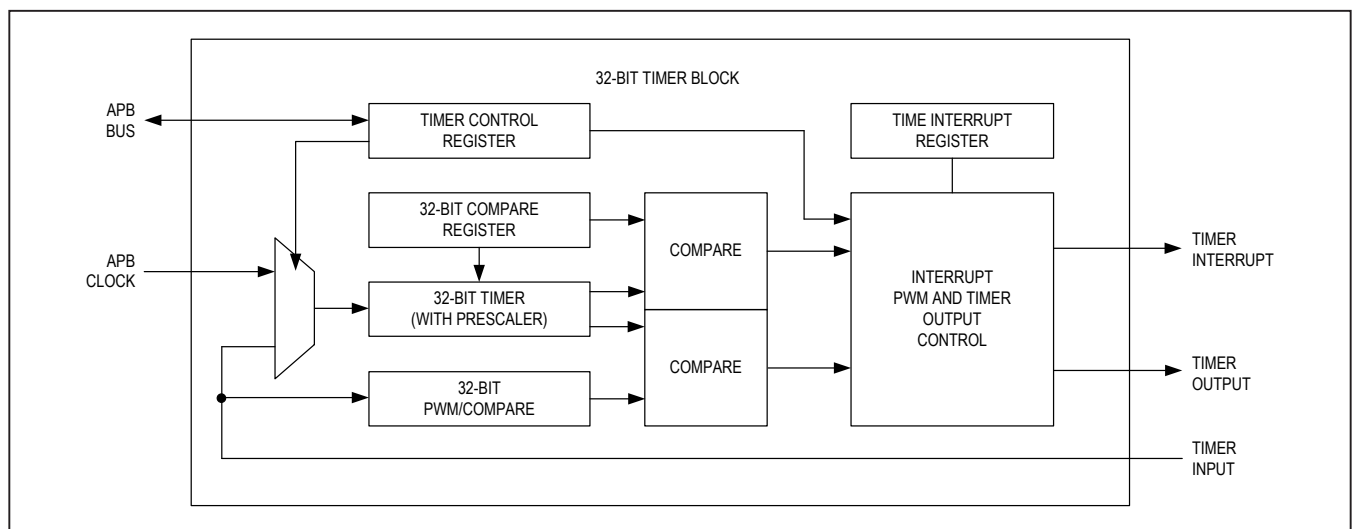 32-BIT TIMER BLOCK
APB
BUS
TIMER CONTROL
REGISTER
TIME INTERRUPT
REGISTER
32-BIT COMPARE
REGISTER
COMPARE
APB
CLOCK
32-BIT TIMER
(WITH PRESCALER)
INTERRUPT
PWM AND TIMER
OUTPUT
CONTROL
TIMER
INTERRUPT
COMPARE
32-BIT
PWM/COMPARE
TIMER
OUTPUT
TIMER
INPUT